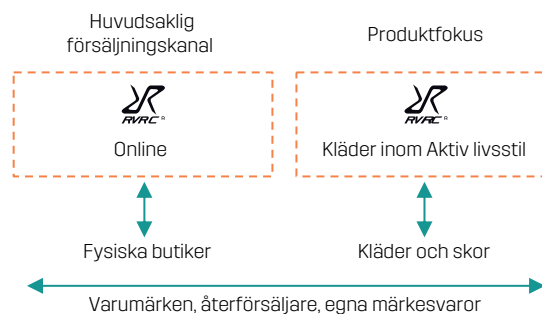 Huvudsaklig
försäljningskanal
Produktfokus
RVRC®
Online
RVRC®
Kläder inom Aktiv livsstil
Fysiska butiker
Kläder och skor
Varumärken, återförsäljare, egna märkesvaror